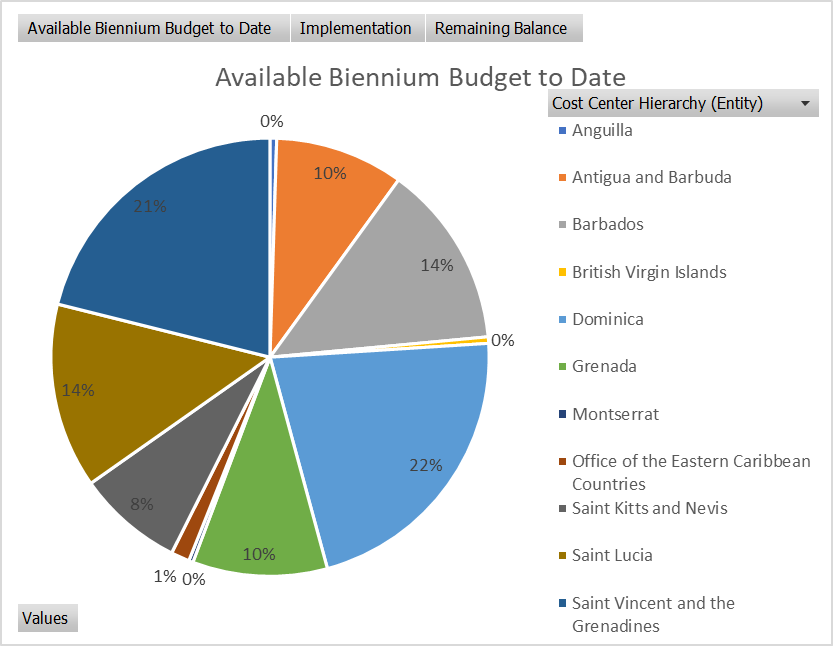 Available Biennium Budget to Date
Implementation
Remaining Balance
Available Biennium Budget to Date
Cost Center Hierarchy (Entity)
Anguilla
Antigua and Barbuda
Barbados
British Virgin Islands
Dominica
Grenada
Montserrat
Office of the Eastern Caribbean
Countries
Saint Kitts and Nevis
Saint Lucia
Saint Vincent and the
Grenadines
0%
10%
14%
0%
22%
10%
0%
1%
8%
14%
21%
Values